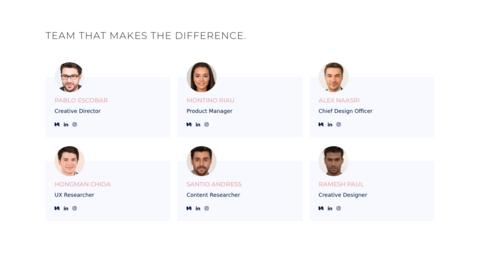 TEAM THAT MAKES THE DIFFERENCE.
PABLO ESCOBAR
Creative Director
MONTINO RIAU
Product Manager
ALEX NAASRI
Chief Design Officer
HONGMAN CHIOA
UX Researcher
SANTIO ANDRESS
Content Researcher
RAMESH PAUL
Creative Designer